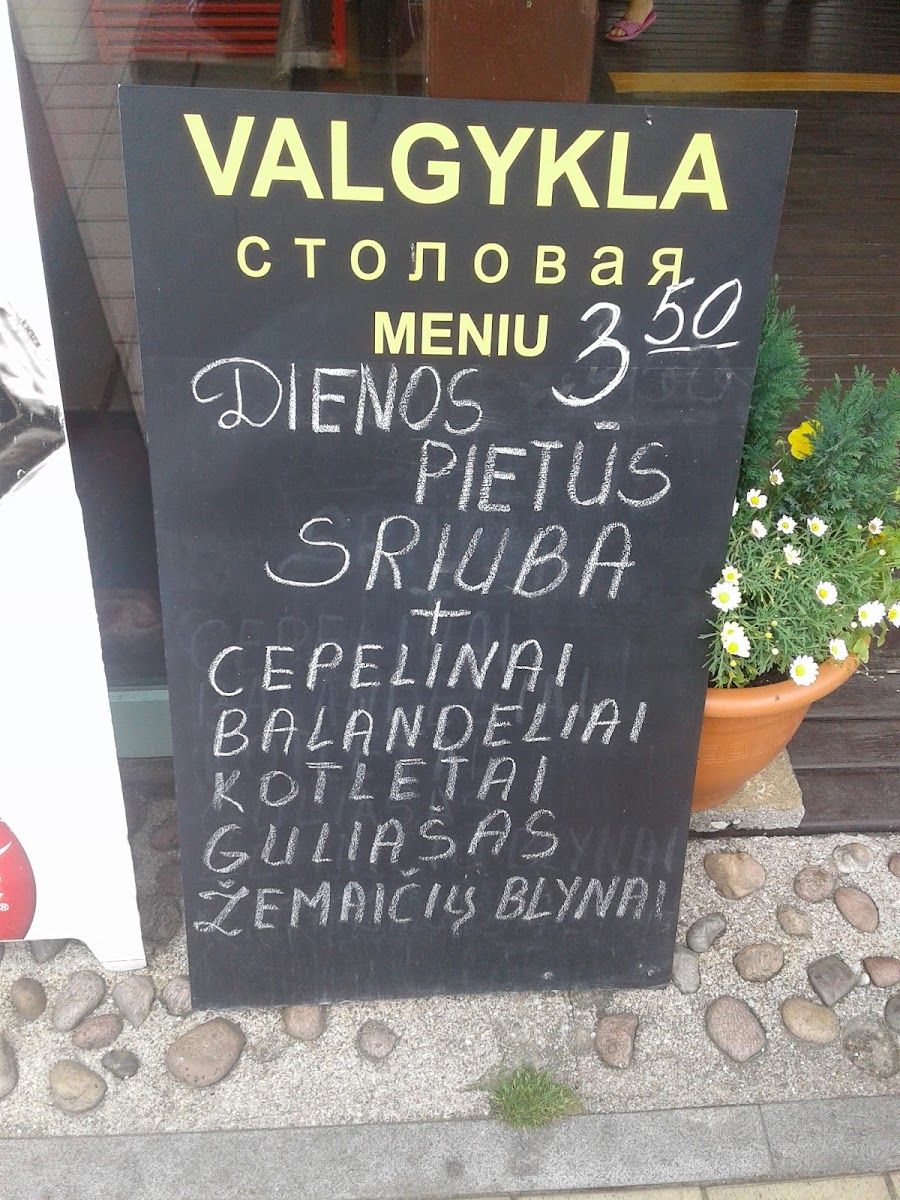 VALGYKLA
столовая
MENIU 3 50
DIENOS
PIETŪS
SRIUBA
+
CEPELINAI
BALANDELIAI
KOTLETAI
GULIAŠAS
ŽEMAIČIŲ BLYNAI